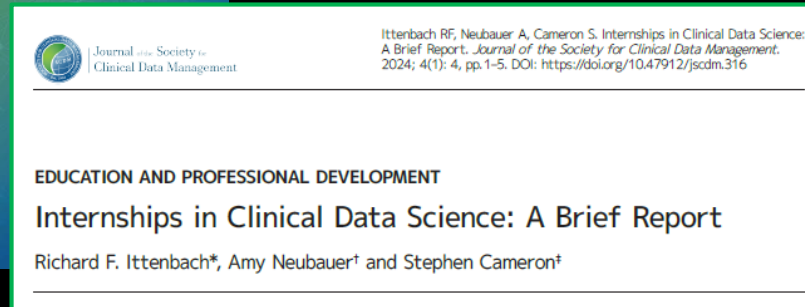 Journal of the Society for
Clinical Data Management
Ittenbach RF, Neubauer A, Cameron S. Internships in Clinical Data Science:
A Brief Report. Journal of the Society for Clinical Data Management.
2024; 4(1): 4, pp. 1–5. DOI: https://doi.org/10.47912/jscdm.316
EDUCATION AND PROFESSIONAL DEVELOPMENT
Internships in Clinical Data Science: A Brief Report
Richard F. Ittenbach*, Amy Neubauer† and Stephen Cameron‡